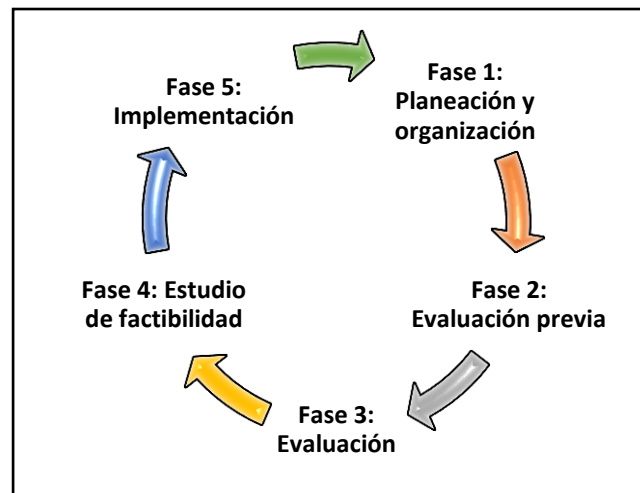 Fase 1:
Planeación y
organización
Fase 2:
Evaluación previa
Fase 3:
Evaluación
Fase 4: Estudio
de factibilidad
Fase 5:
Implementación